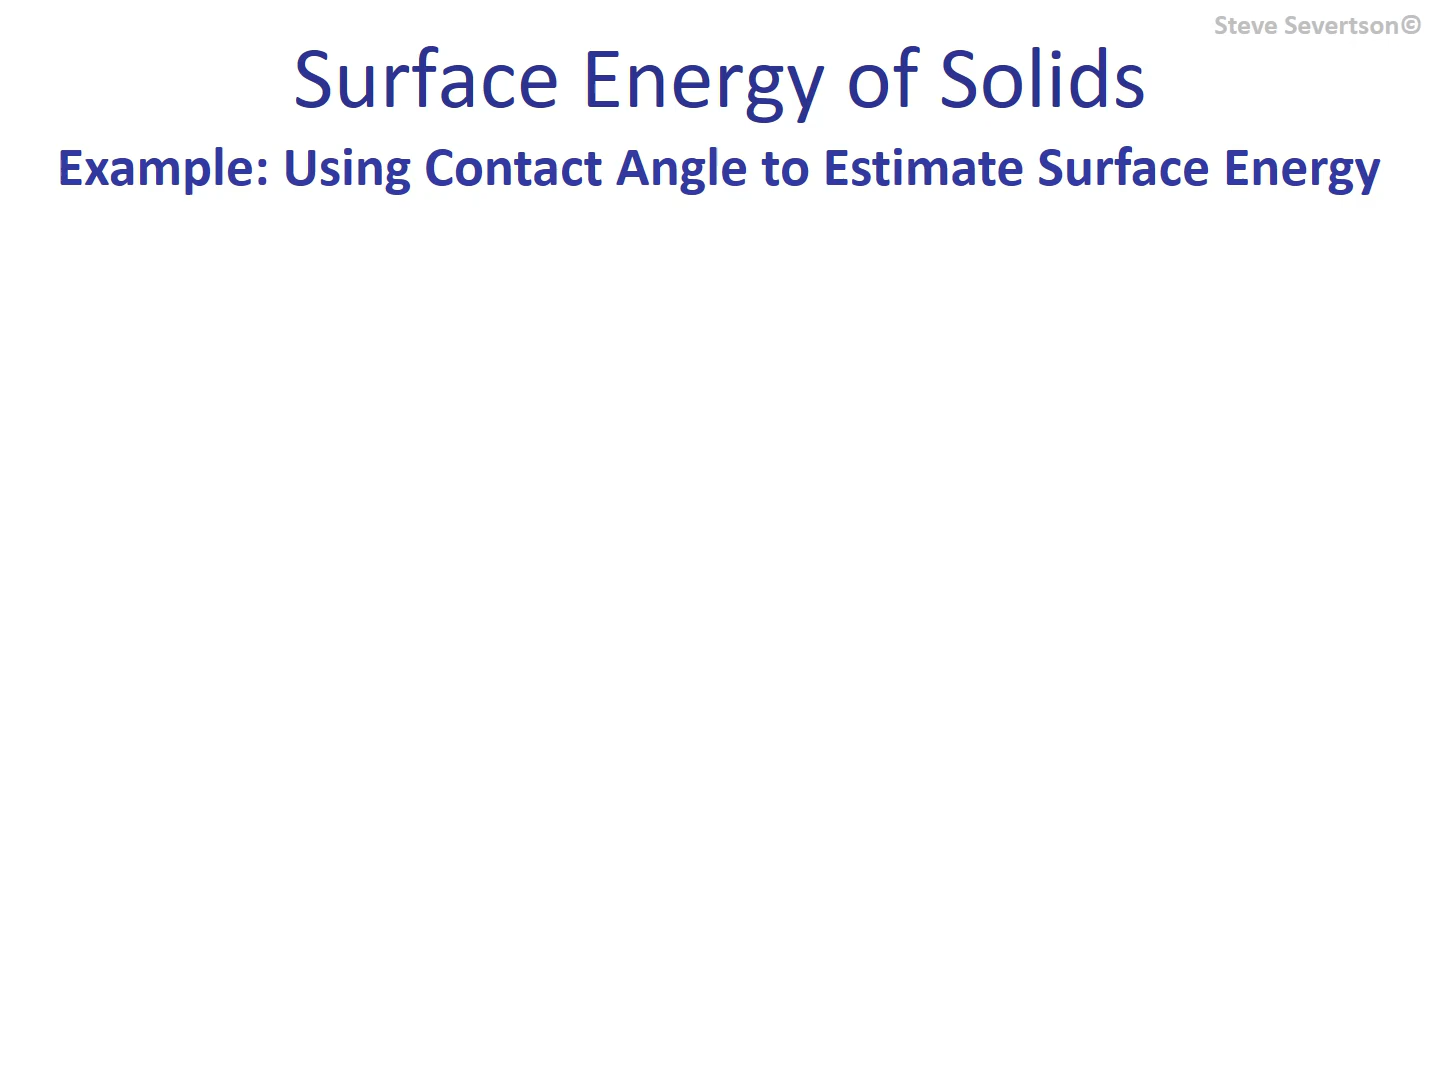 Steve Severtson©
Surface Energy of Solids
Example: Using Contact Angle to Estimate Surface Energy